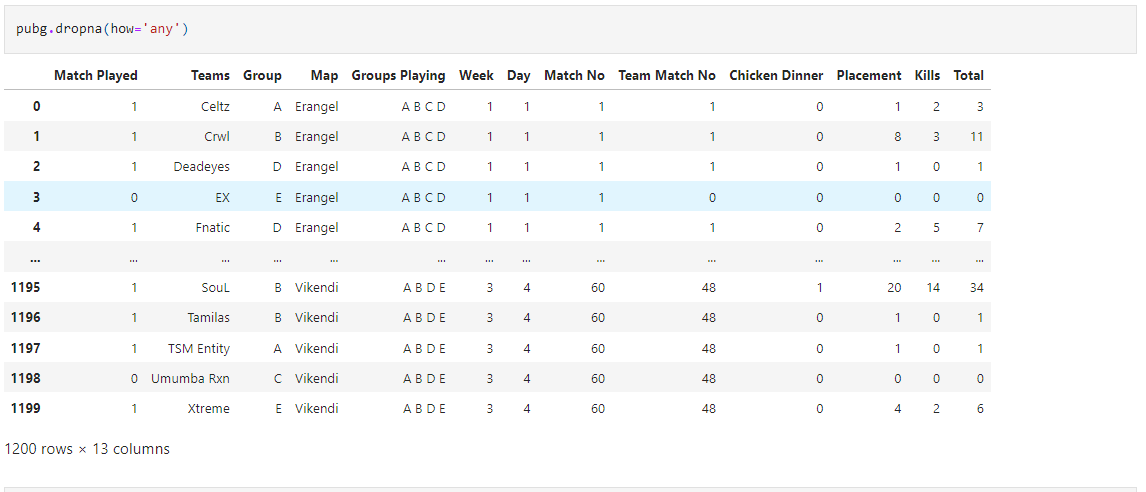 pubg.dropna(how='any')
Match Played Teams Group Map Groups Playing Week Day Match No Team Match No Chicken Dinner Placement Kills Total
0 1 Celtz A Erangel A B C D 1 1 1 1 0 1 2 3
1 1 Crwl B Erangel A B C D 1 1 1 1 0 8 3 11
2 1 Deadeyes D Erangel A B C D 1 1 1 1 0 1 0 1
3 0 EX E Erangel A B C D 1 1 1 0 0 0 0 0
4 1 Fnatic D Erangel A B C D 1 1 1 1 0 2 5 7
... ... ... ... ... ... ... ... ... ... ... ... ... ...
1195 1 SouL B Vikendi A B D E 3 4 60 48 1 20 14 34
1196 1 Tamilas B Vikendi A B D E 3 4 60 48 0 1 0 1
1197 1 TSM Entity A Vikendi A B D E 3 4 60 48 0 1 0 1
1198 0 Umumba Rxn C Vikendi A B D E 3 4 60 48 0 0 0 0
1199 1 Xtreme E Vikendi A B D E 3 4 60 48 0 4 2 6
1200 rows × 13 columns